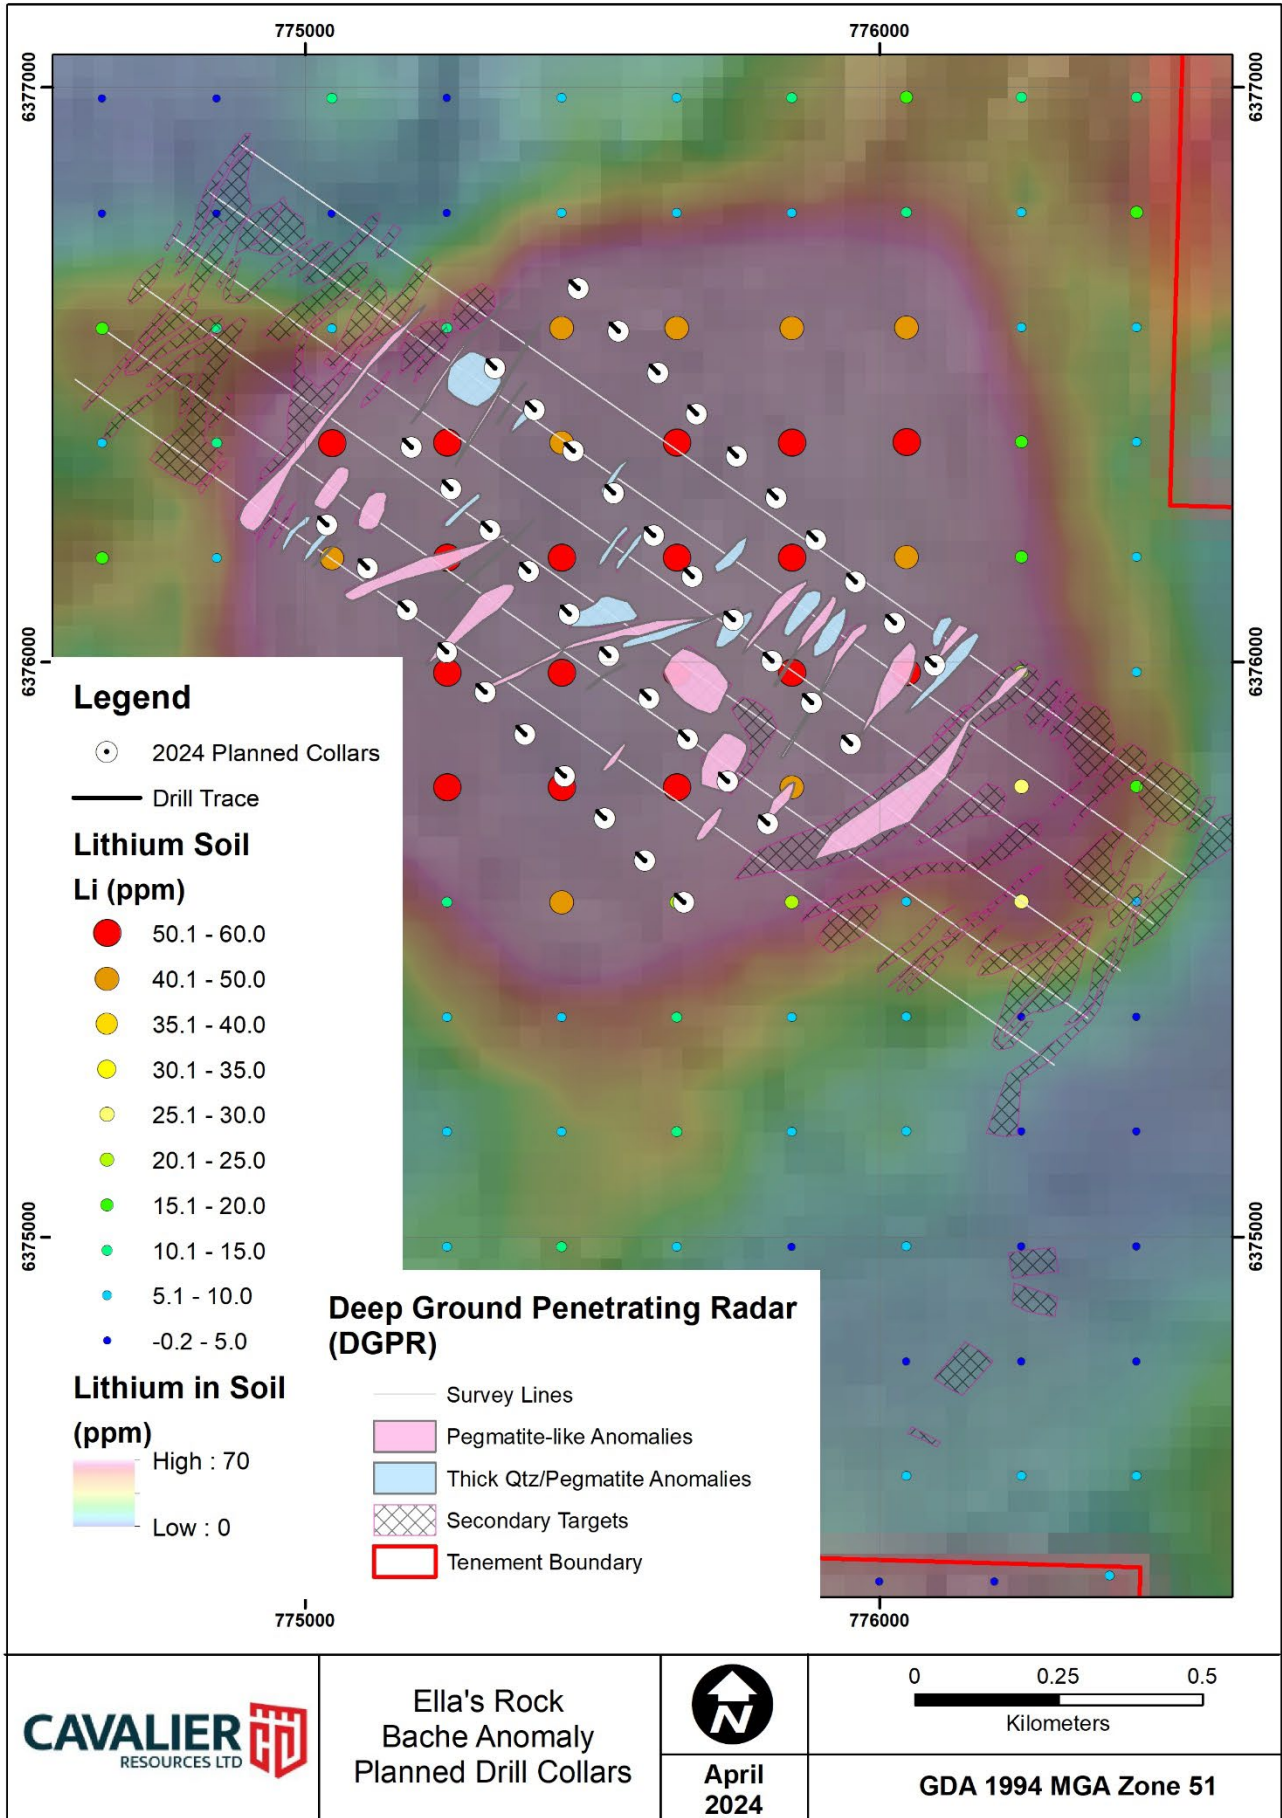 775000
776000
6377000
6377000
6376000
6376000
6375000
6375000
Legend
2024 Planned Collars
Drill Trace
Lithium Soil
Li (ppm)
50.1 - 60.0
40.1 - 50.0
35.1 - 40.0
30.1 - 35.0
25.1 - 30.0
20.1 - 25.0
15.1 - 20.0
10.1 - 15.0
5.1 - 10.0
-0.2 - 5.0
Lithium in Soil
(ppm)
High : 70
Low : 0
Deep Ground Penetrating Radar
(DGPR)
Survey Lines
Pegmatite-like Anomalies
Thick Qtz/Pegmatite Anomalies
Secondary Targets
Tenement Boundary
775000
776000
CAVALIER
RESOURCES LTD
Ella's Rock
Bache Anomaly
Planned Drill Collars
N
April
2024
0 0.25 0.5
Kilometers
GDA 1994 MGA Zone 51